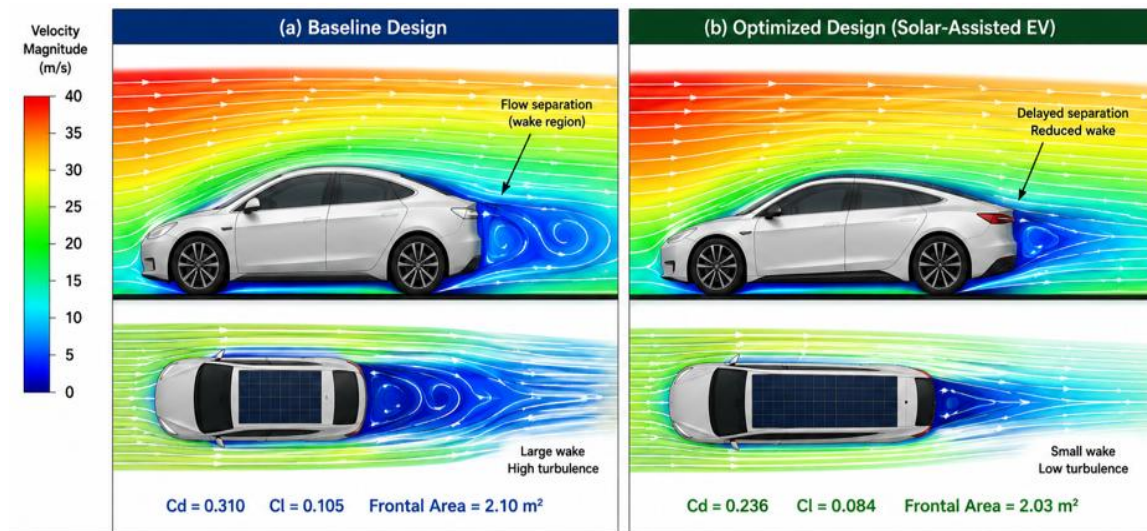 (a) Baseline Design
(b) Optimized Design (Solar-Assisted EV)
Velocity
Magnitude
(m/s)
40
35
30
25
20
15
10
5
0
Flow separation
(wake region)
Delayed separation
Reduced wake
Large wake
High turbulence
Small wake
Low turbulence
Cd = 0.310 Cl = 0.105 Frontal Area = 2.10 m²
Cd = 0.236 Cl = 0.084 Frontal Area = 2.03 m²